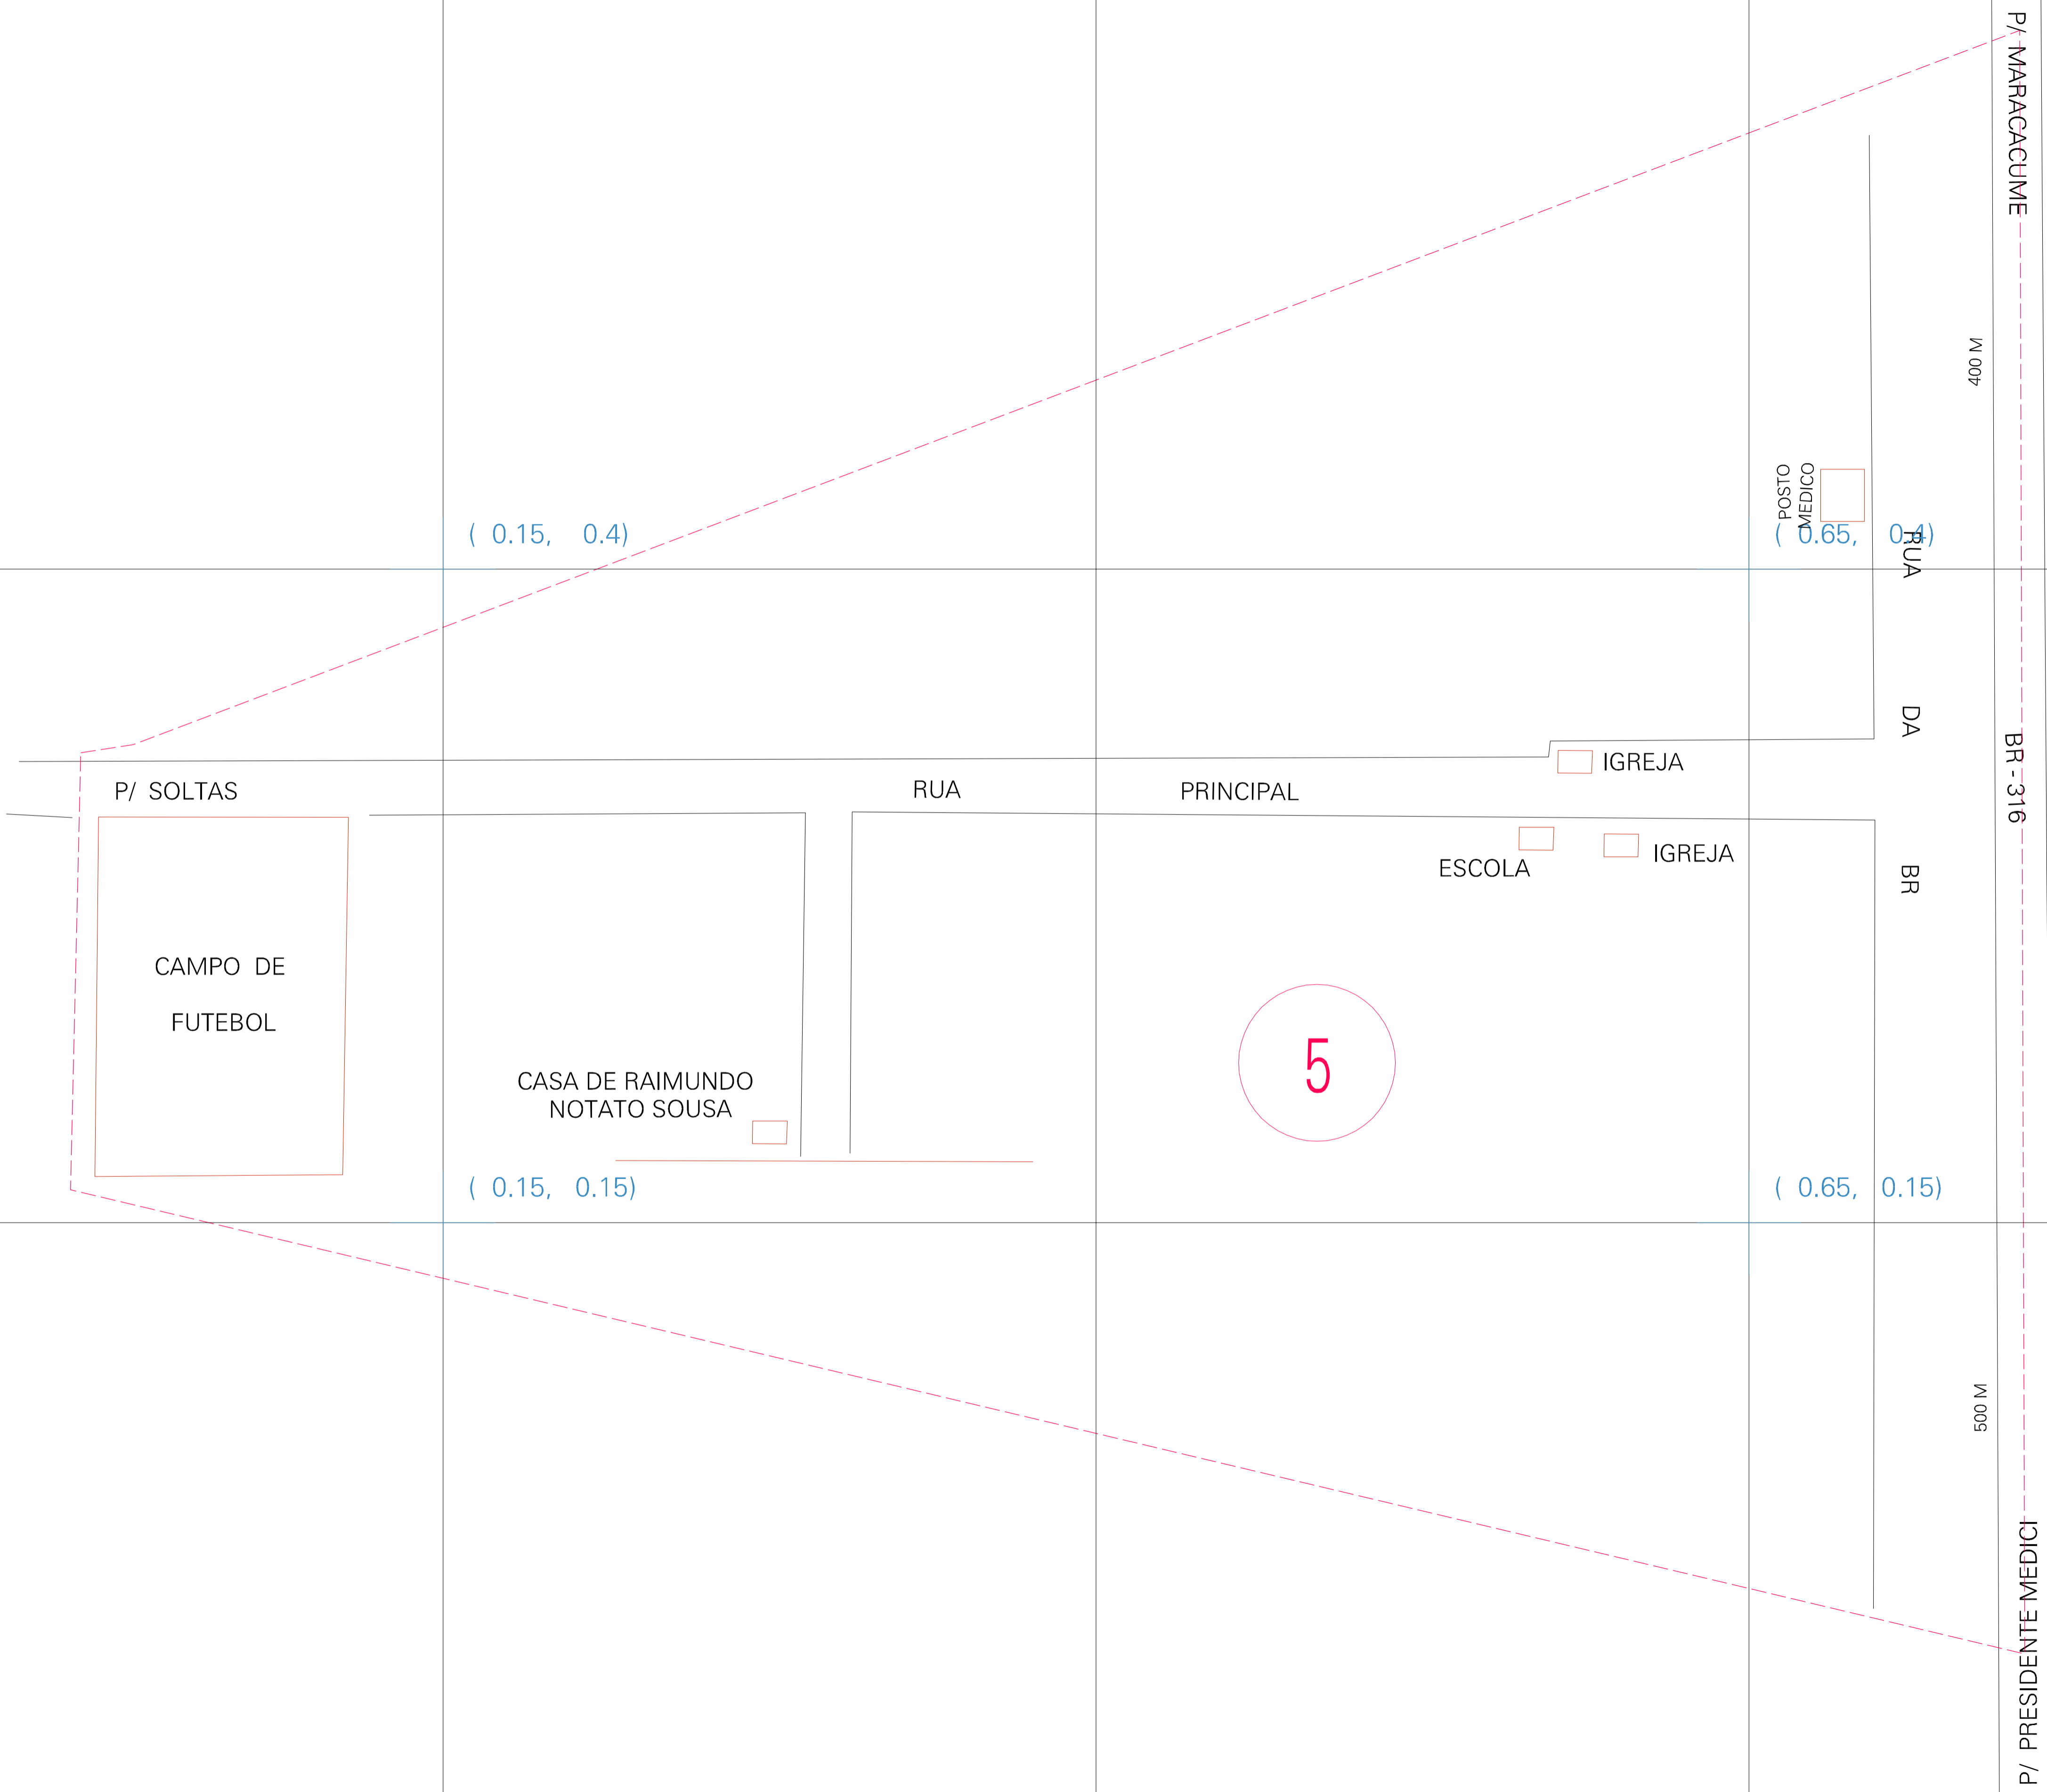 P/ MARACACUME
400 M
POSTO
MEDICO
( 0.15, 0.4)
( 0.65, 0.4)
RUA DA BR
BR - 316
IGREJA
P/ SOLTAS
RUA PRINCIPAL
IGREJA
ESCOLA
CAMPO DE
FUTEBOL
5
CASA DE RAIMUNDO
NOTATO SOUSA
( 0.15, 0.15)
( 0.65, 0.15)
500 M
P/ PRESIDENTE MEDICI